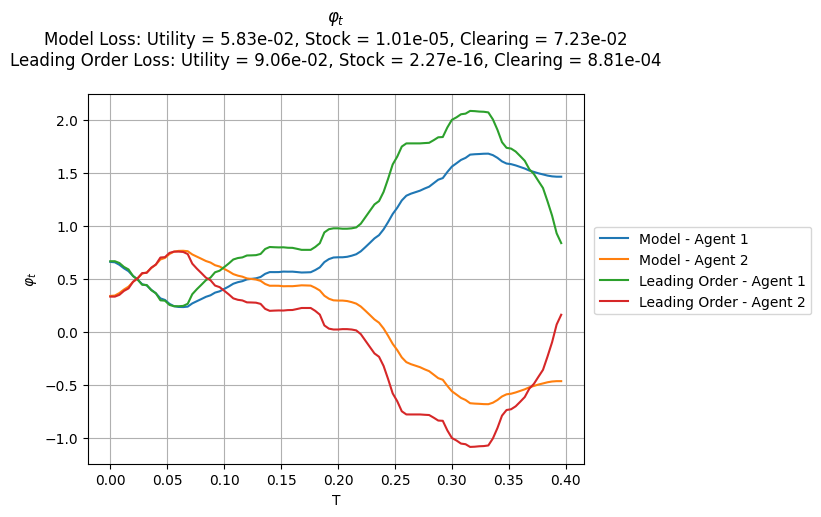 φt
Model Loss: Utility = 5.83e-02, Stock = 1.01e-05, Clearing = 7.23e-02
Leading Order Loss: Utility = 9.06e-02, Stock = 2.27e-16, Clearing = 8.81e-04
2.0
1.5
1.0
0.5
0.0
−0.5
−1.0
φt
0.00 0.05 0.10 0.15 0.20 0.25 0.30 0.35 0.40
T
Model - Agent 1
Model - Agent 2
Leading Order - Agent 1
Leading Order - Agent 2